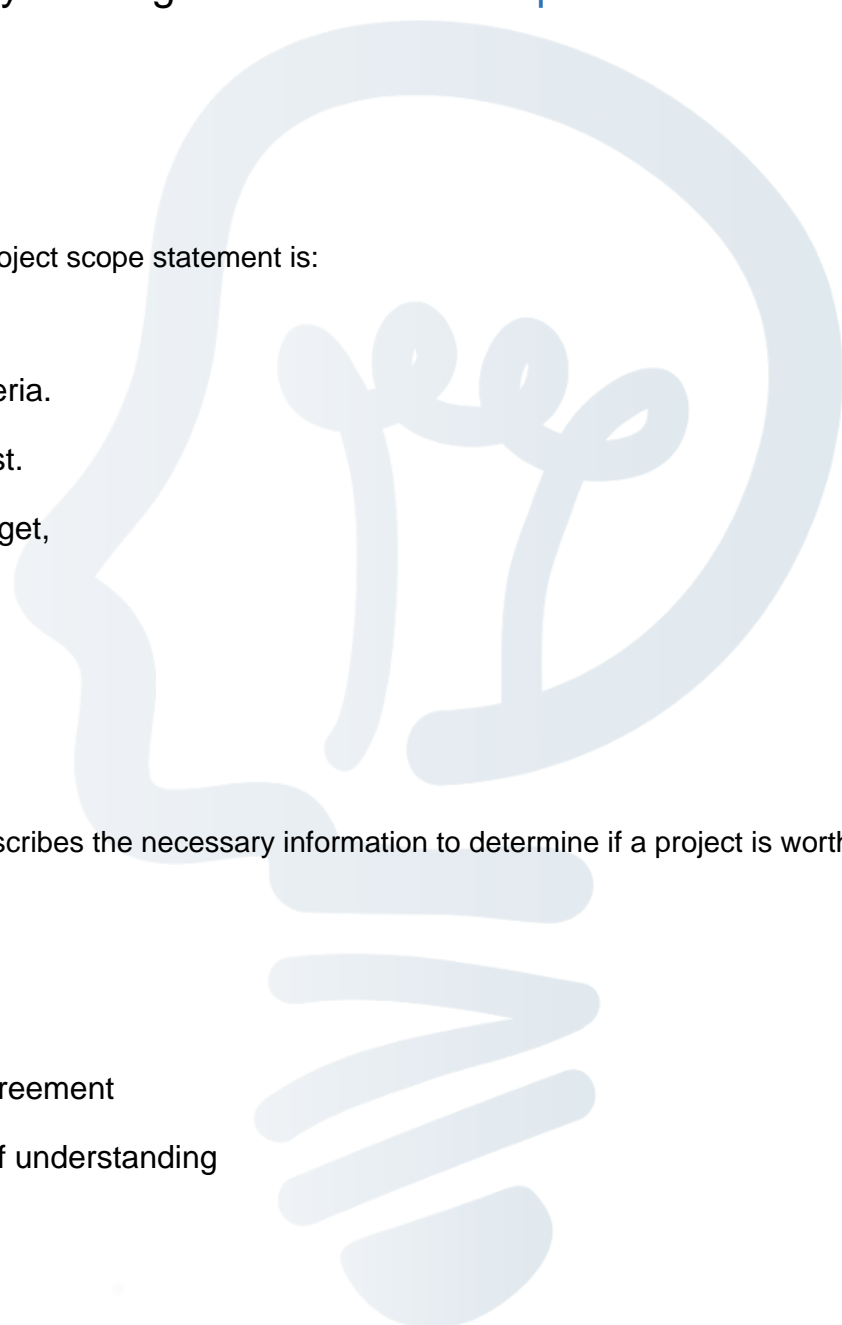 oject scope statement is:
eria.
st.
get,
scribes the necessary information to determine if a project is worth
reement
f understanding